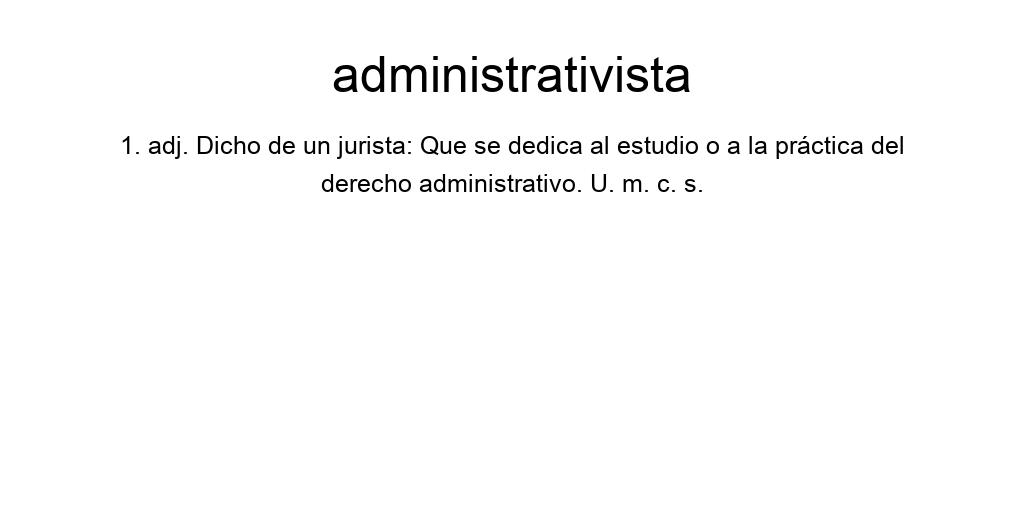 administrativista
1. adj. Dicho de un jurista: Que se dedica al estudio o a la práctica del
derecho administrativo. U. m. c. s.